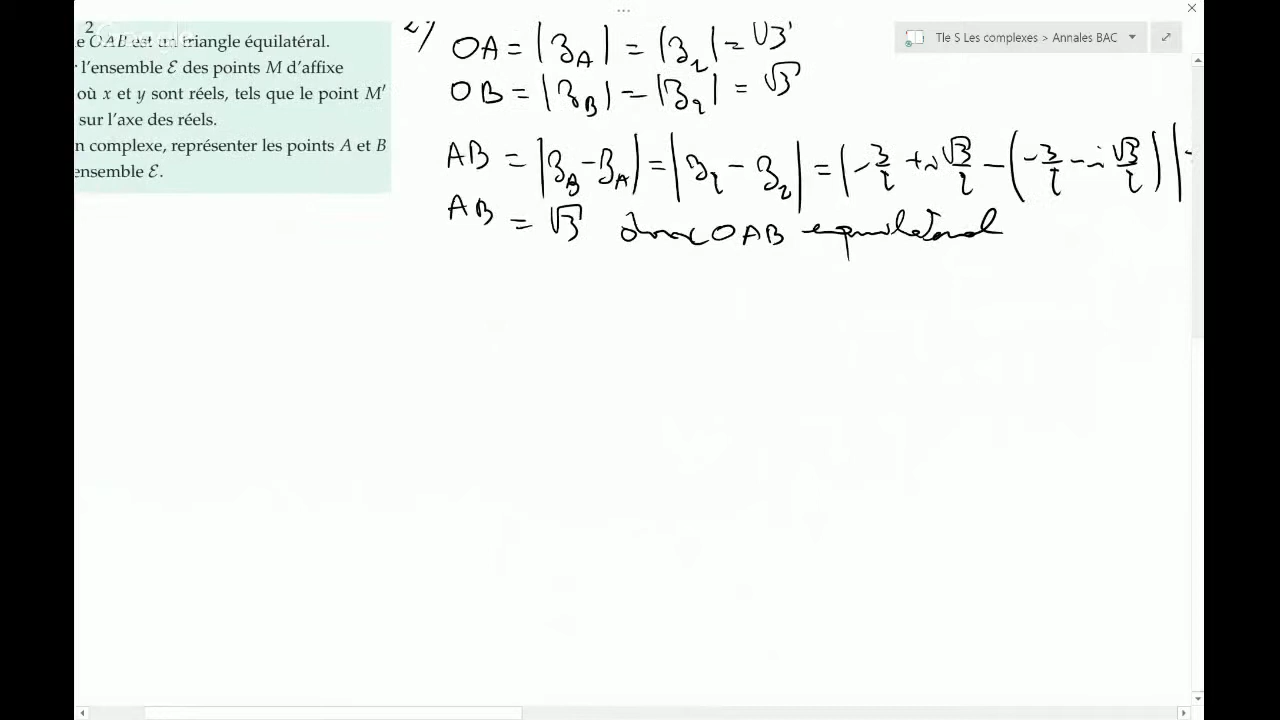 2
e OAB est un triangle équilatéral.
l'ensemble ℰ des points M d'affixe
où x et y sont réels, tels que le point M′
sur l'axe des réels.
n complexe, représenter les points A et B
ensemble ℰ.
2/
OA = |z_A| = |z_2| = √3
OB = |z_B| = |z_1| = √3
AB = |z_B - z_A| = |z_1 - z_2| = |-3/2 + i √3/2 - (-3/2 - i √3/2)|
AB = √3 donc OAB equilatéral
Tle S Les complexes > Annales BAC